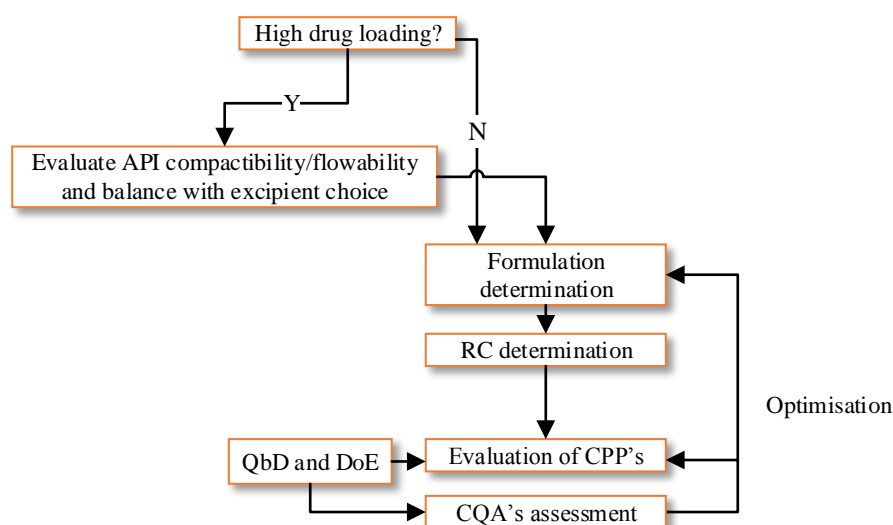 High drug loading?
Y
N
Evaluate API compactibility/flowability
and balance with excipient choice
Formulation
determination
RC determination
Optimisation
QbD and DoE
Evaluation of CPP's
CQA's assessment